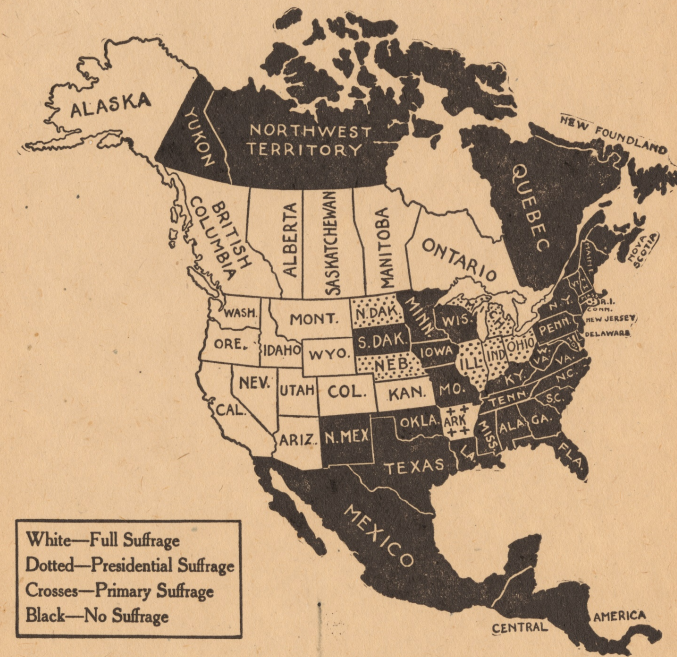 ALASKA
YUKON
NORTHWEST
TERRITORY
NEW FOUNDLAND
QUEBEC
NOVA
SCOTIA
BRITISH
COLUMBIA
ALBERTA
SASKATCHEWAN
MANITOBA
ONTARIO
WASH.
MONT.
N.DAK.
MINN.
WIS.
N.Y.
R.I.
CONN.
NEW JERSEY
DELAWARE
ORE.
IDAHO
WYO.
S.DAK.
IOWA
NEB.
ILL.
IND
OHIO
PENN.
W.
VA.
VA.
NEV.
UTAH
COL.
KAN.
MO.
KY.
N.C.
TENN.
S.C.
CAL.
ARIZ.
N.MEX
OKLA.
ARK
MISS
ALA.
GA.
LA.
FLA.
TEXAS
MEXICO
CENTRAL AMERICA
White—Full Suffrage
Dotted—Presidential Suffrage
Crosses—Primary Suffrage
Black—No Suffrage